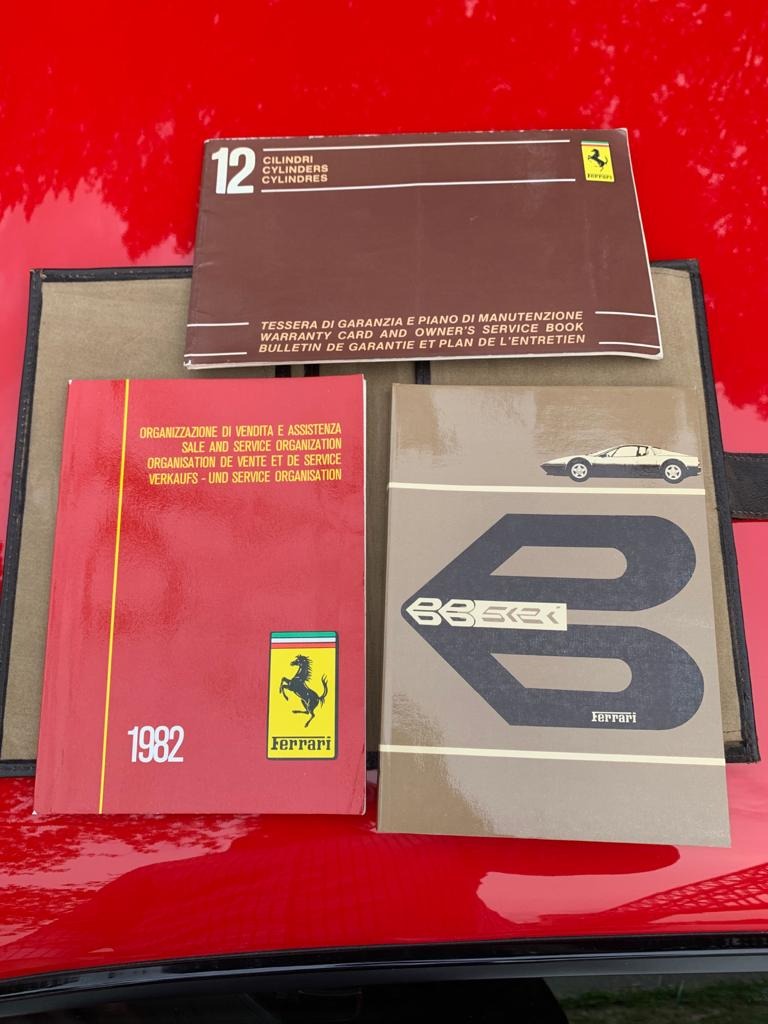 12
CILINDRI
CYLINDERS
CYLINDRES
Ferrari
TESSERA DI GARANZIA E PIANO DI MANUTENZIONE
WARRANTY CARD AND OWNER'S SERVICE BOOK
BULLETIN DE GARANTIE ET PLAN DE L'ENTRETIEN
ORGANIZZAZIONE DI VENDITA E ASSISTENZA
SALE AND SERVICE ORGANIZATION
ORGANISATION DE VENTE ET DE SERVICE
VERKAUFS - UND SERVICE ORGANISATION
1982
Ferrari
BB 512 i
Ferrari